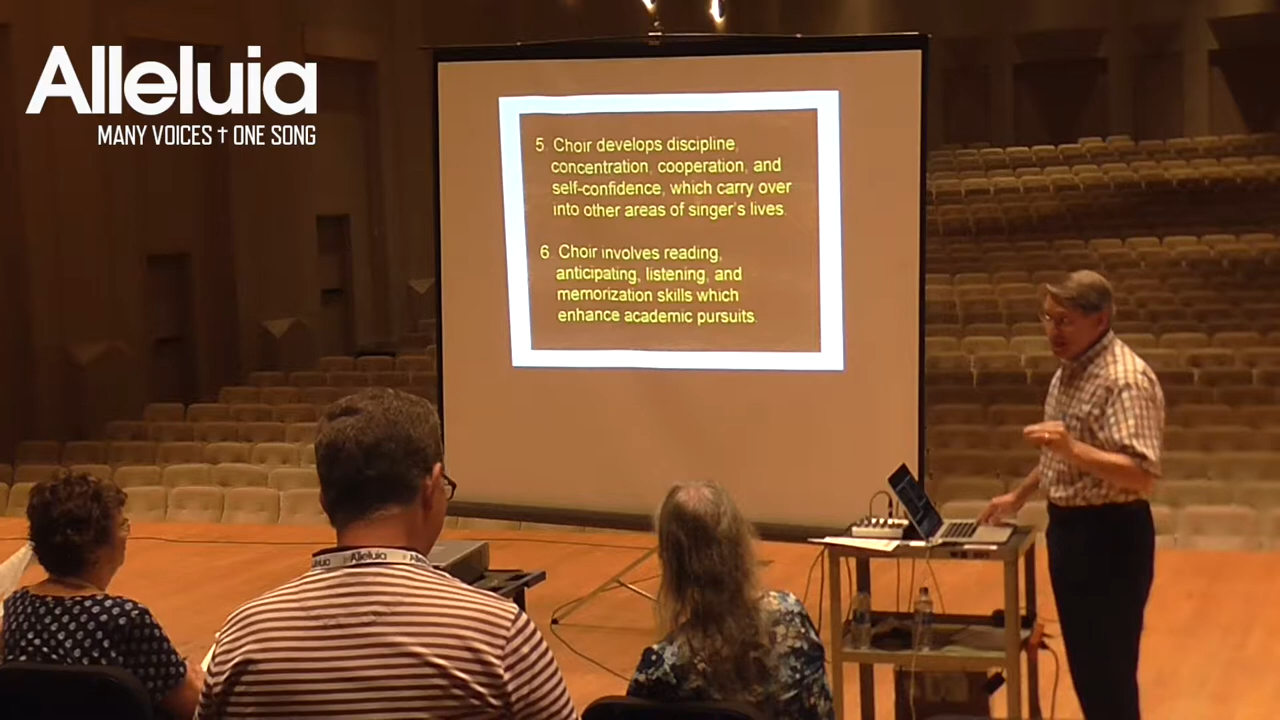 Alleluia
MANY VOICES † ONE SONG
5 Choir develops discipline,
concentration, cooperation, and
self-confidence, which carry over
into other areas of singer's lives.
6 Choir involves reading,
anticipating, listening, and
memorization skills which
enhance academic pursuits.
Alleluia